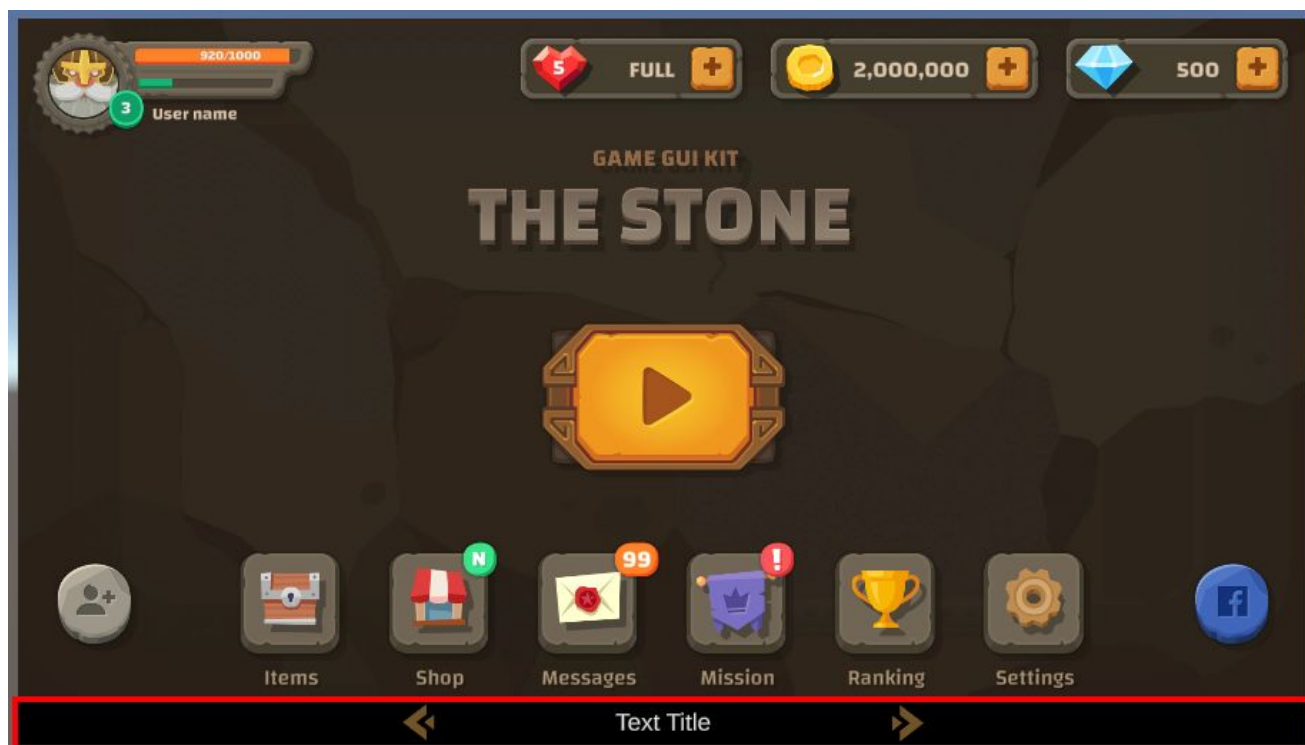 920/1000
3
User name
5
FULL
2,000,000
500
GAME GUI KIT
THE STONE
N
99
!
Items
Shop
Messages
Mission
Ranking
Settings
f
Text Title